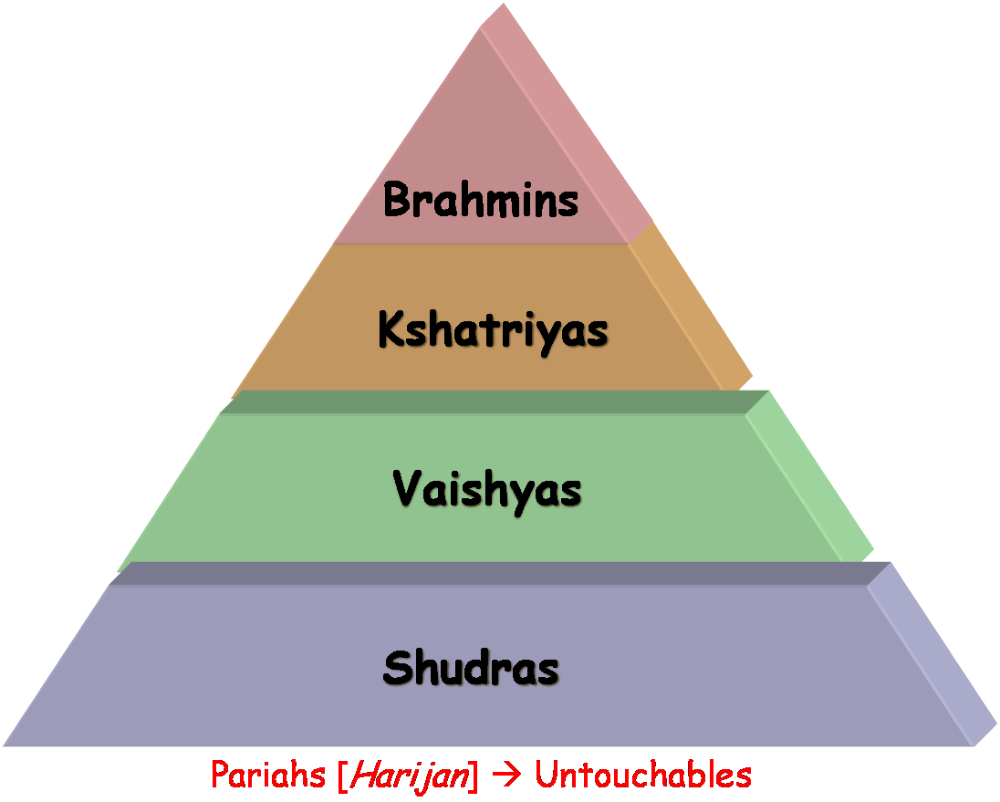 Brahmins
Kshatriyas
Vaishyas
Shudras
Pariahs [Harijan] → Untouchables